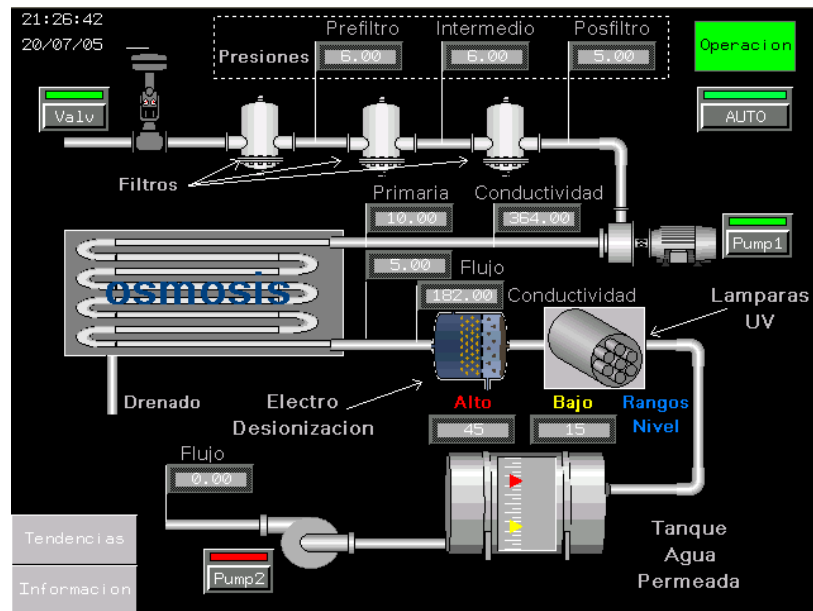 21:26:42
20/07/05
Prefiltro Intermedio Posfiltro
Presiones 6.00 6.00 5.00
Operacion
Valv
AUTO
Filtros
Primaria Conductividad
10.00 364.00
Pump1
5.00 Flujo
osmosis
182.00 Conductividad
Lamparas
UV
Drenado
Electro
Desionizacion
Alto Bajo Rangos
Nivel
45 15
Flujo
0.00
Tendencias
Informacion
Pump2
Tanque
Agua
Permeada